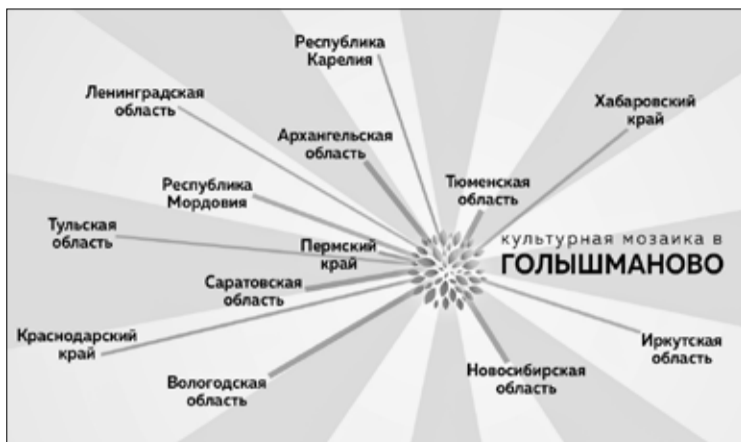 Республика
Карелия
Ленинградская
область
Хабаровский
край
Архангельская
область
Тюменская
область
Республика
Мордовия
Тульская
область
Пермский
край
культурная мозаика в
ГОЛЫШМАНОВО
Саратовская
область
Краснодарский
край
Иркутская
область
Вологодская
область
Новосибирская
область